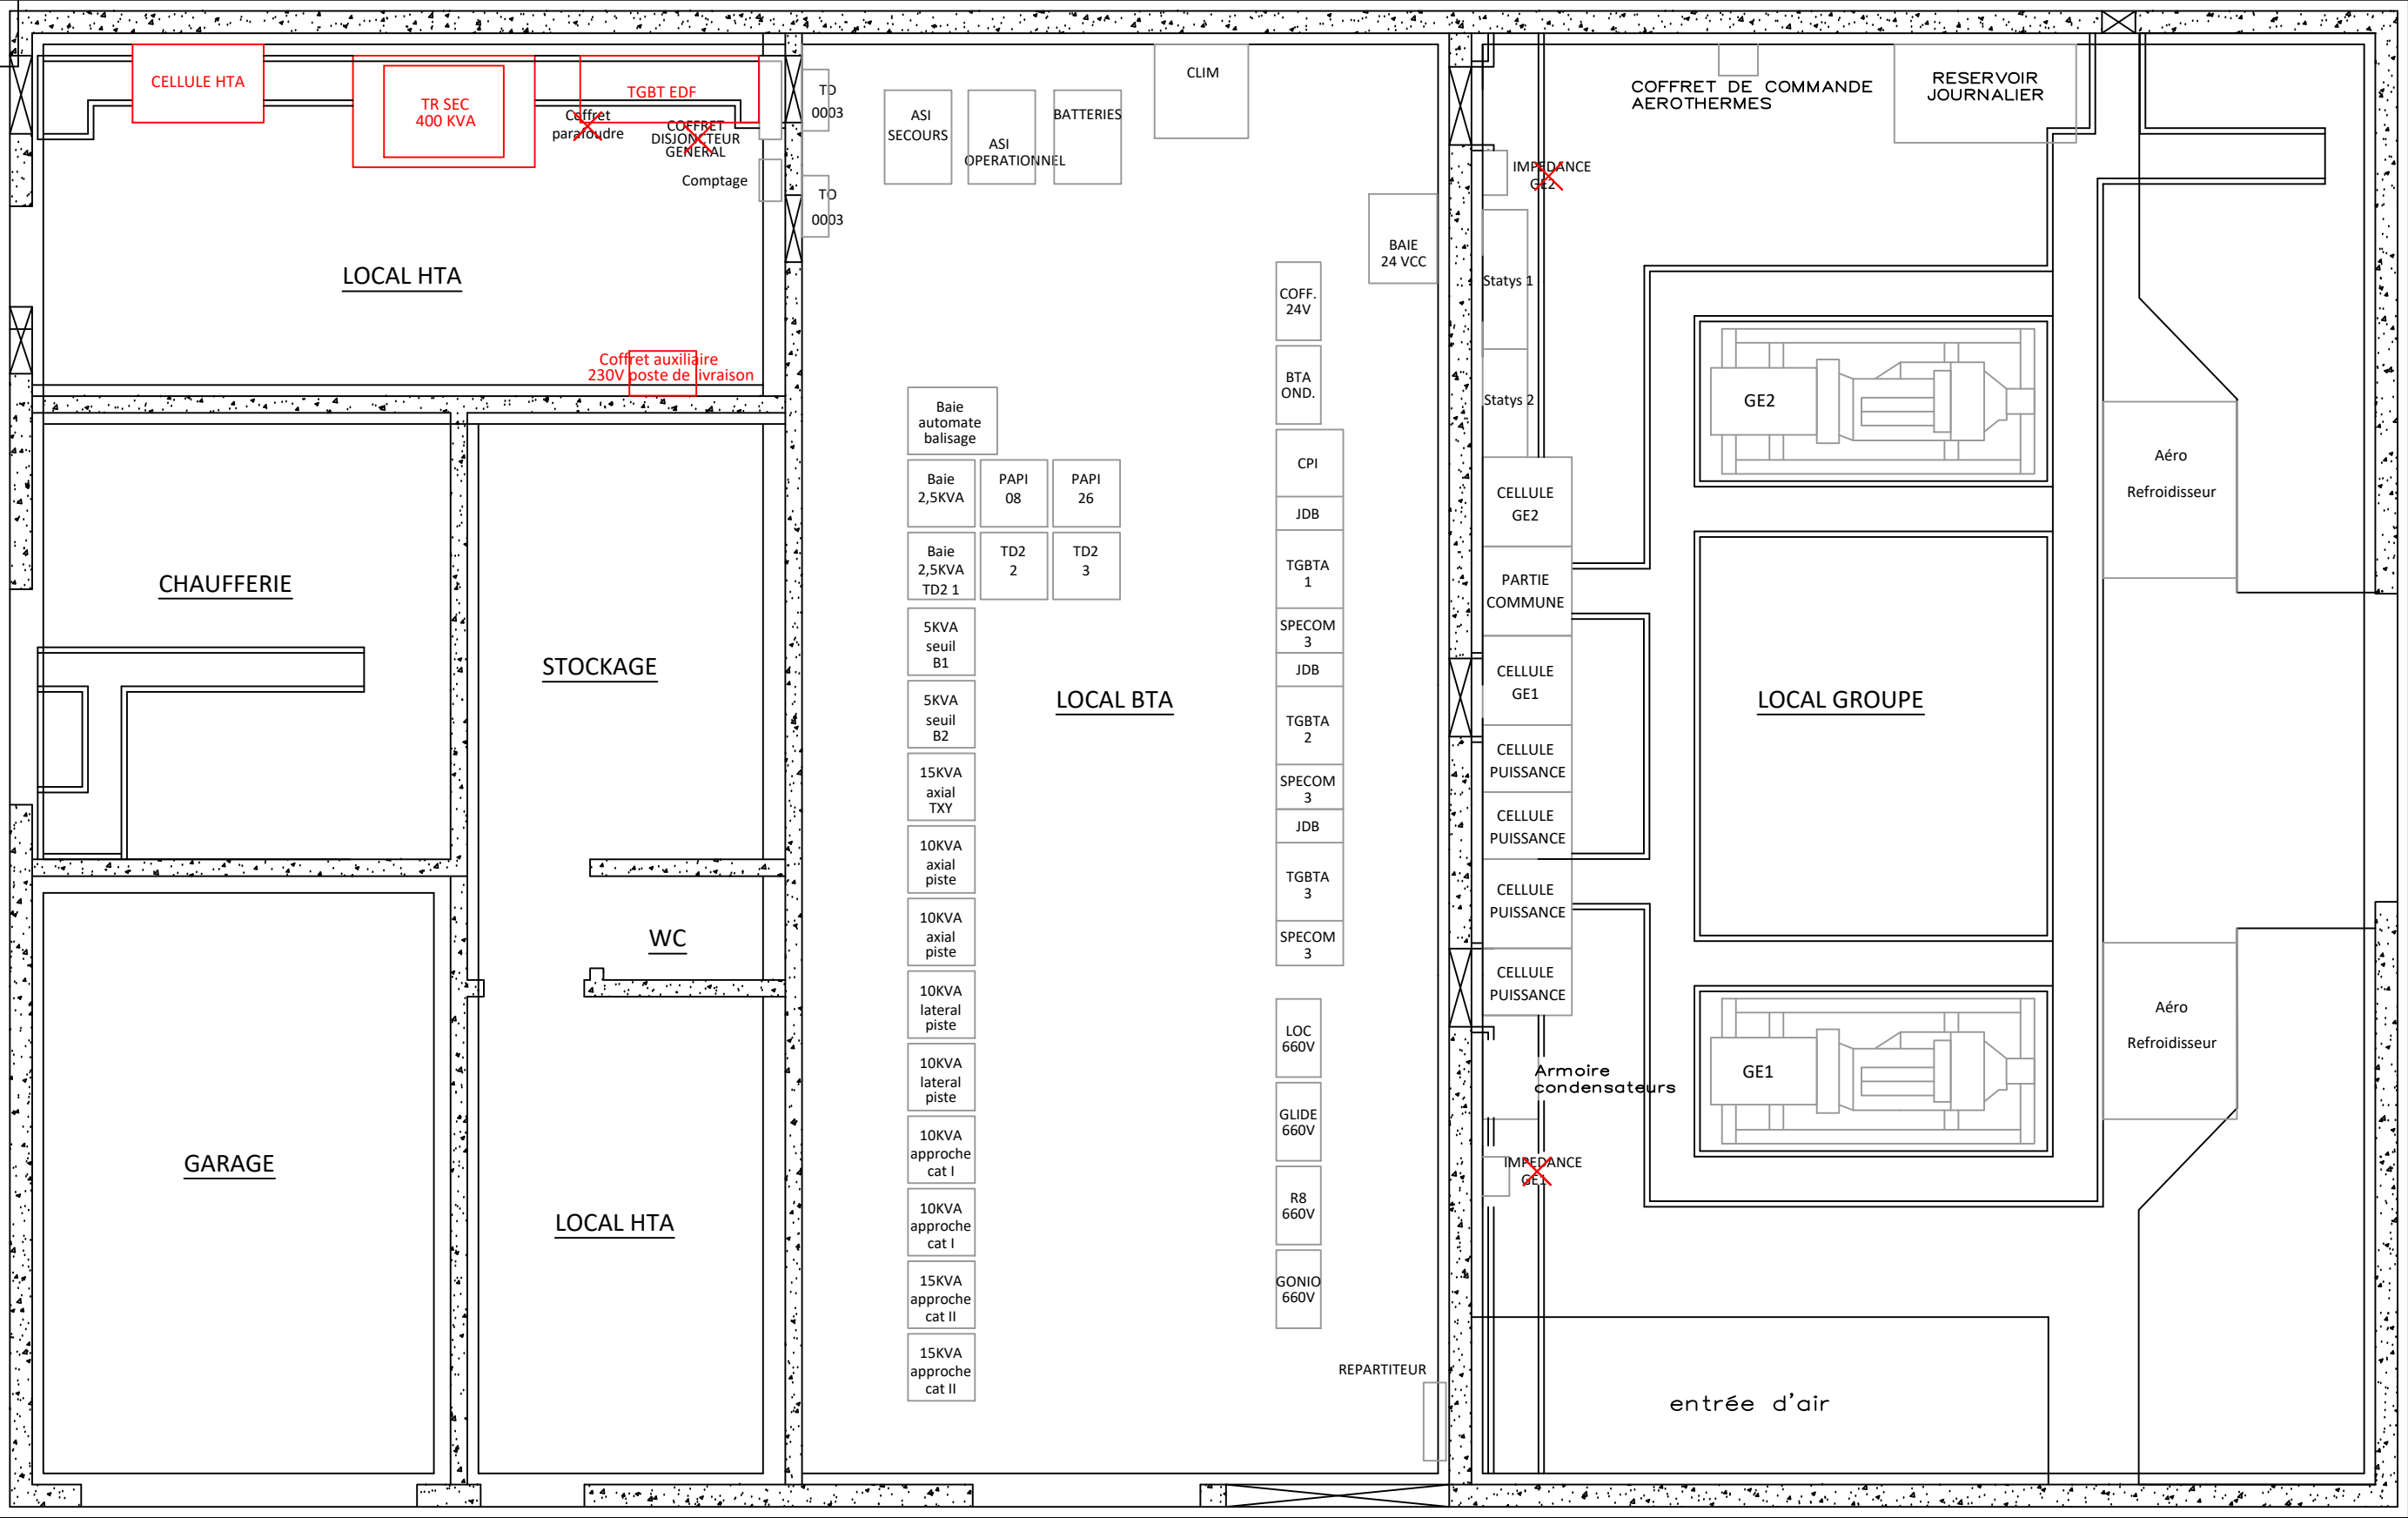 CELLULE HTA
TR SEC
400 KVA
TGBT EDF
Coffret
parafoudre
COFFRET
DISJONCTEUR
GENERAL
Comptage
LOCAL HTA
Coffret auxiliaire
230V poste de livraison
CHAUFFERIE
STOCKAGE
WC
GARAGE
LOCAL HTA
TD
0003
TO
0003
ASI
SECOURS
ASI
OPERATIONNEL
BATTERIES
CLIM
BAIE
24 VCC
COFF.
24V
BTA
OND.
CPI
JDB
TGBTA
1
SPECOM
3
JDB
TGBTA
2
SPECOM
3
JDB
TGBTA
3
SPECOM
3
LOC
660V
GLIDE
660V
R8
660V
GONIO
660V
REPARTITEUR
Baie
automate
balisage
Baie
2,5KVA
PAPI
08
PAPI
26
Baie
2,5KVA
TD2 1
TD2
2
TD2
3
5KVA
seuil
B1
5KVA
seuil
B2
15KVA
axial
TXY
10KVA
axial
piste
10KVA
axial
piste
10KVA
lateral
piste
10KVA
lateral
piste
10KVA
approche
cat I
10KVA
approche
cat I
15KVA
approche
cat II
15KVA
approche
cat II
LOCAL BTA
COFFRET DE COMMANDE
AEROTHERMES
RESERVOIR
JOURNALIER
IMPEDANCE
GE2
Statys 1
Statys 2
CELLULE
GE2
PARTIE
COMMUNE
CELLULE
GE1
CELLULE
PUISSANCE
CELLULE
PUISSANCE
CELLULE
PUISSANCE
CELLULE
PUISSANCE
Armoire
condensateurs
IMPEDANCE
GE1
GE2
LOCAL GROUPE
GE1
Aéro
Refroidisseur
Aéro
Refroidisseur
entrée d'air